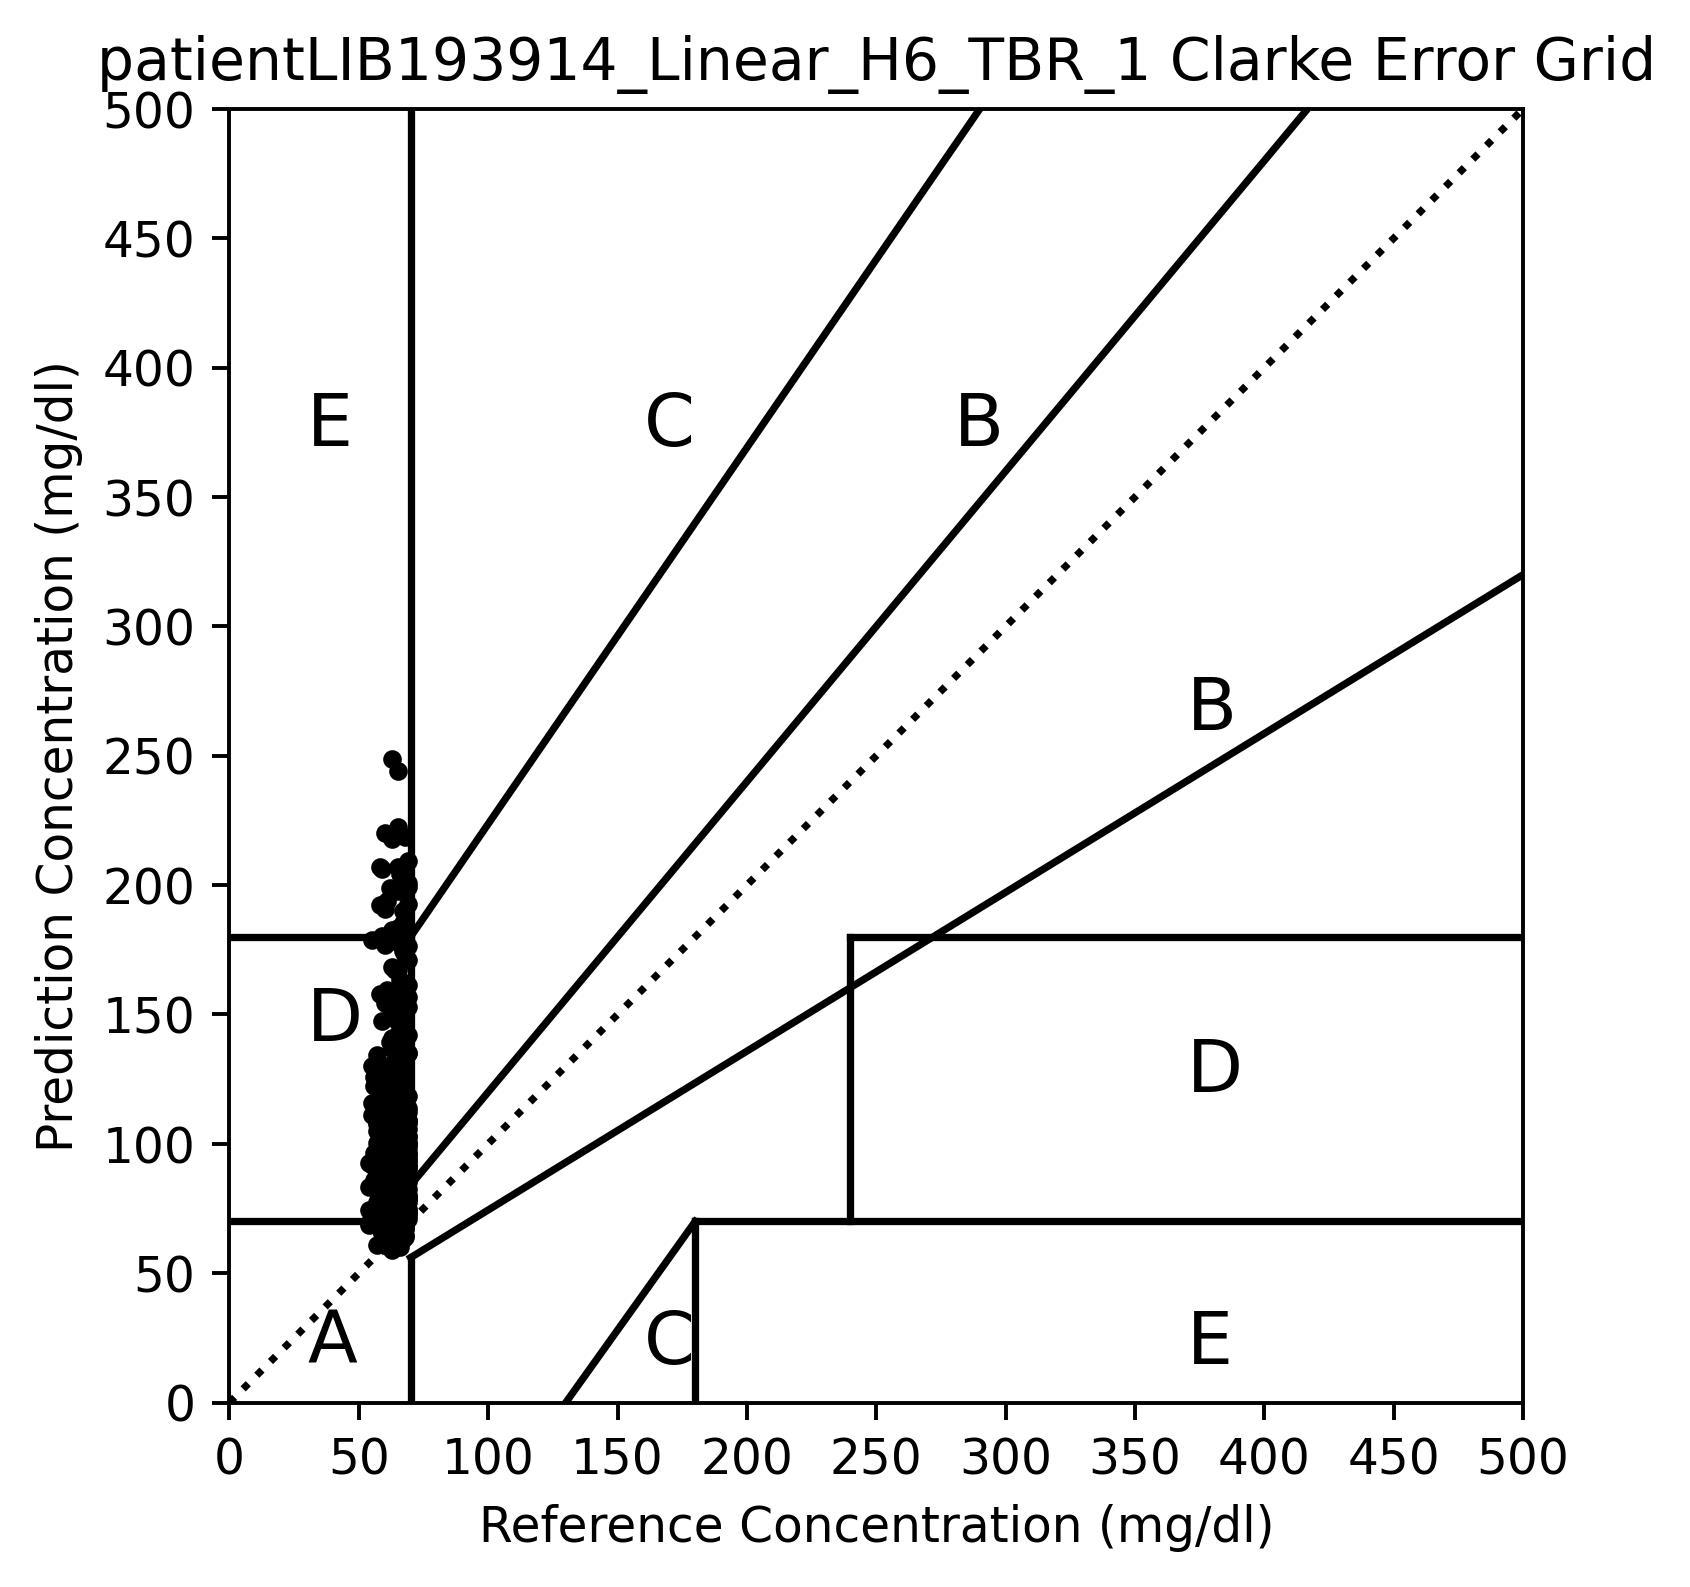 patientLIB193914_Linear_H6_TBR_1 Clarke Error Grid
500
450
400
350
300
250
200
150
100
50
0
Prediction Concentration (mg/dl)
E
C
B
B
D
D
A
C
E
0 50 100 150 200 250 300 350 400 450 500
Reference Concentration (mg/dl)